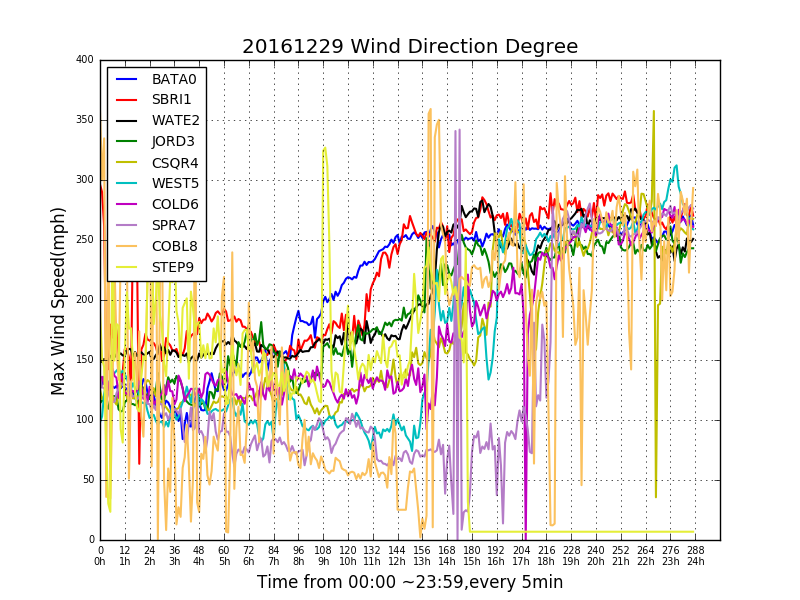 20161229 Wind Direction Degree
400
350
300
250
200
150
100
50
0
Max Wind Speed(mph)
BATA0
SBRI1
WATE2
JORD3
CSQR4
WEST5
COLD6
SPRA7
COBL8
STEP9
0 12 24 36 48 60 72 84 96 108 120 132 144 156 168 180 192 204 216 228 240 252 264 276 288
0h 1h 2h 3h 4h 5h 6h 7h 8h 9h 10h 11h 12h 13h 14h 15h 16h 17h 18h 19h 20h 21h 22h 23h 24h
Time from 00:00 ~23:59,every 5min